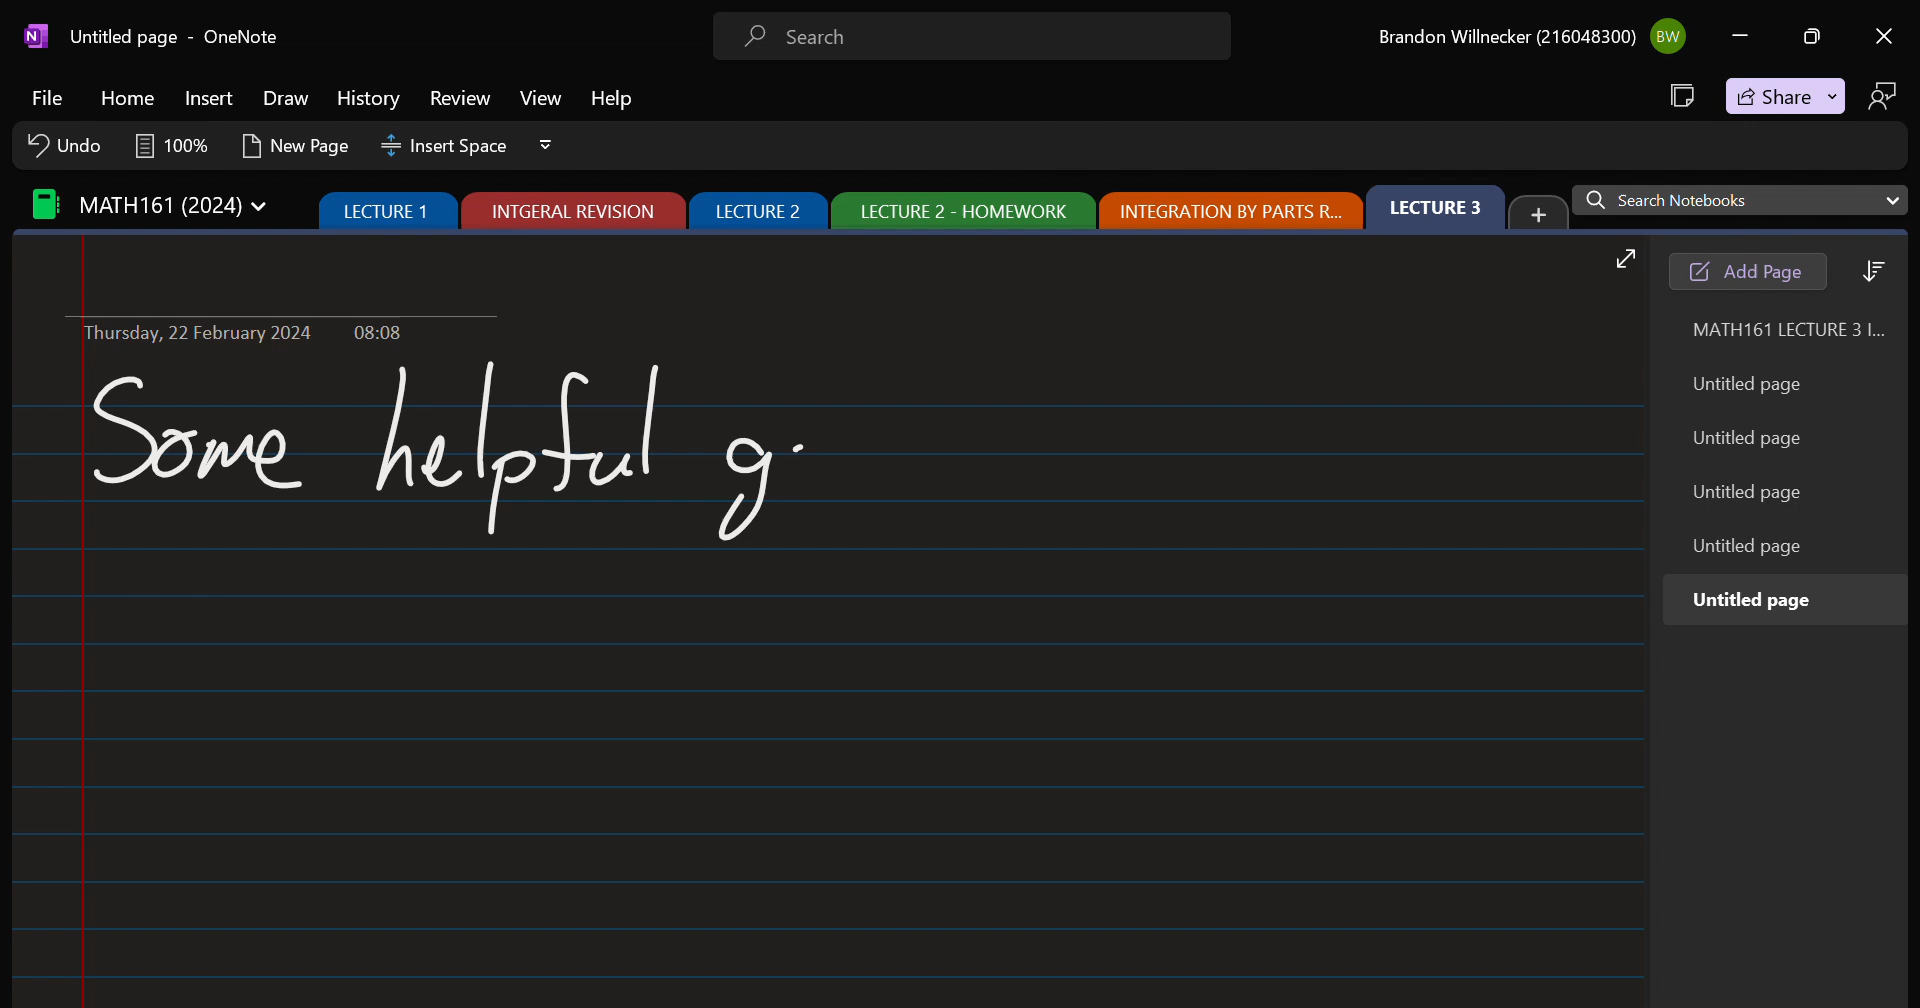 Untitled page - OneNote
Search
Brandon Willnecker (216048300) BW
File Home Insert Draw History Review View Help
Share
Undo 100% New Page Insert Space
MATH161 (2024)
LECTURE 1 INTGERAL REVISION LECTURE 2 LECTURE 2 - HOMEWORK INTEGRATION BY PARTS R... LECTURE 3 +
Search Notebooks
Thursday, 22 February 2024 08:08
Some helpful g.
Add Page
MATH161 LECTURE 3 I...
Untitled page
Untitled page
Untitled page
Untitled page
Untitled page